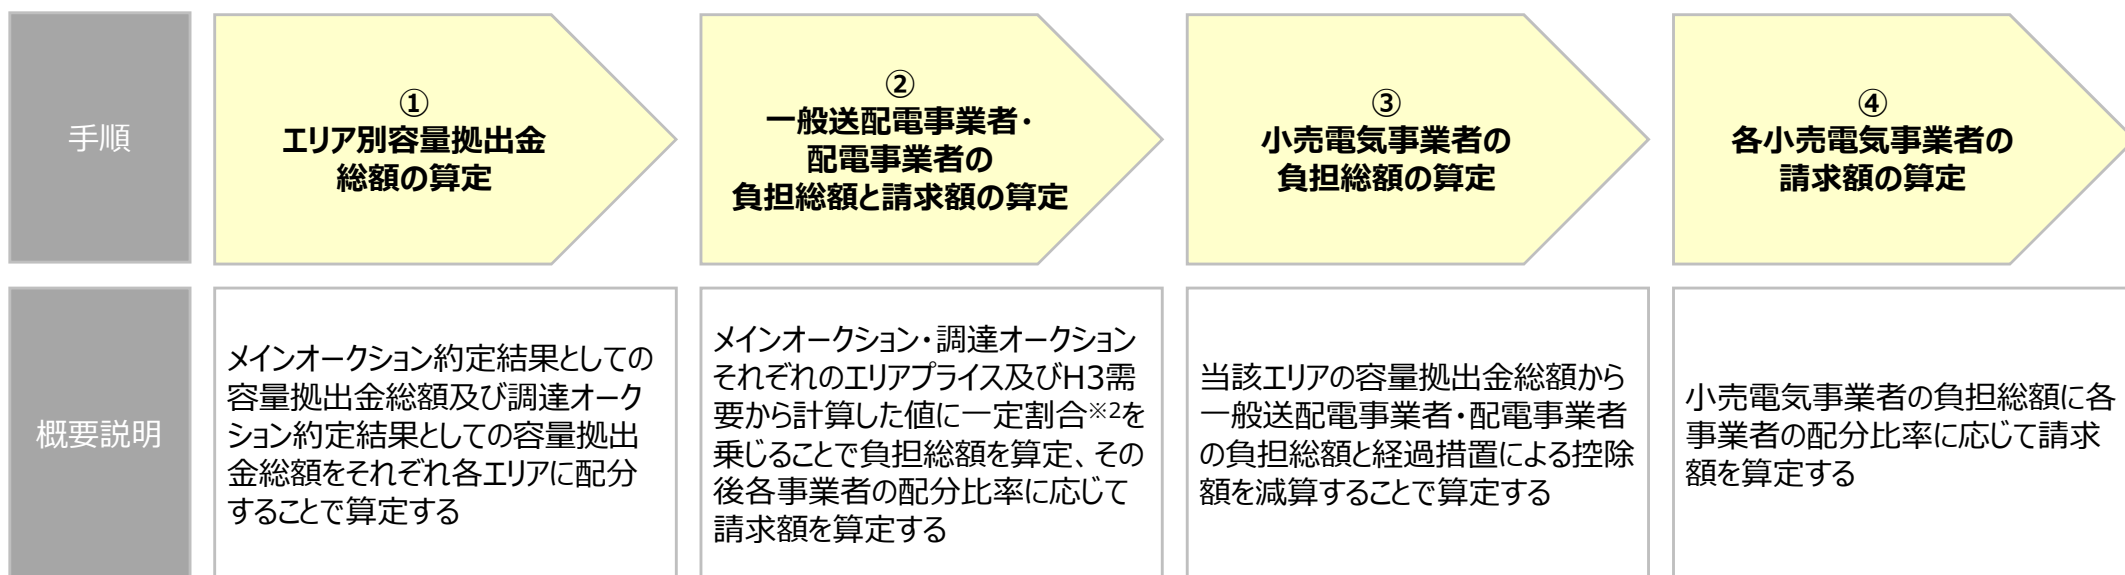 手順
①
エリア別容量拠出金
総額の算定
②
一般送配電事業者・
配電事業者の
負担総額と請求額の算定
③
小売電気事業者の
負担総額の算定
④
各小売電気事業者の
請求額の算定
概要説明
メインオークション約定結果としての
容量拠出金総額及び調達オーク
ション約定結果としての容量拠出
金総額をそれぞれ各エリアに配分
することで算定する
メインオークション・調達オークション
それぞれのエリアプライス及びH3需
要から計算した値に一定割合※2を
乗じることで負担総額を算定、その
後各事業者の配分比率に応じて
請求額を算定する
当該エリアの容量拠出金総額から
一般送配電事業者・配電事業者
の負担総額と経過措置による控除
額を減算することで算定する
小売電気事業者の負担総額に各
事業者の配分比率に応じて請求
額を算定する